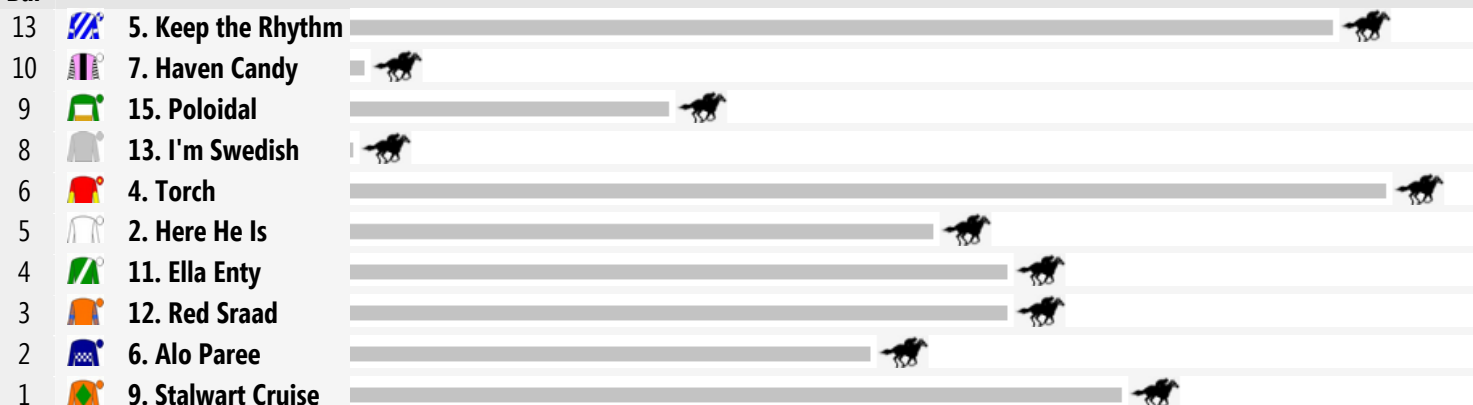 13 5. Keep the Rhythm
10 7. Haven Candy
9 15. Poloidal
8 13. I'm Swedish
6 4. Torch
5 2. Here He Is
4 11. Ella Enty
3 12. Red Sraad
2 6. Alo Paree
1 9. Stalwart Cruise